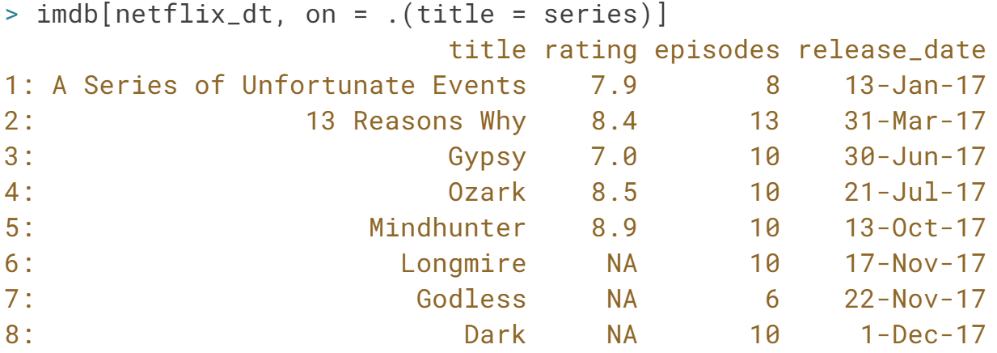 > imdb[netflix_dt, on = .(title = series)]
title rating episodes release_date
1: A Series of Unfortunate Events 7.9 8 13-Jan-17
2: 13 Reasons Why 8.4 13 31-Mar-17
3: Gypsy 7.0 10 30-Jun-17
4: Ozark 8.5 10 21-Jul-17
5: Mindhunter 8.9 10 13-Oct-17
6: Longmire NA 10 17-Nov-17
7: Godless NA 6 22-Nov-17
8: Dark NA 10 1-Dec-17